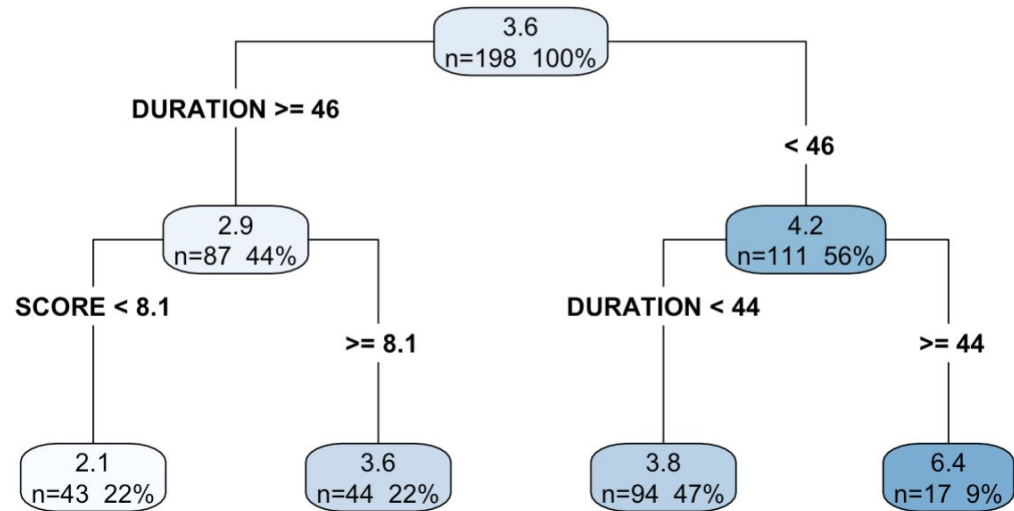 3.6
n=198 100%
DURATION >= 46
< 46
2.9
n=87 44%
4.2
n=111 56%
SCORE < 8.1
>= 8.1
DURATION < 44
>= 44
2.1
n=43 22%
3.6
n=44 22%
3.8
n=94 47%
6.4
n=17 9%